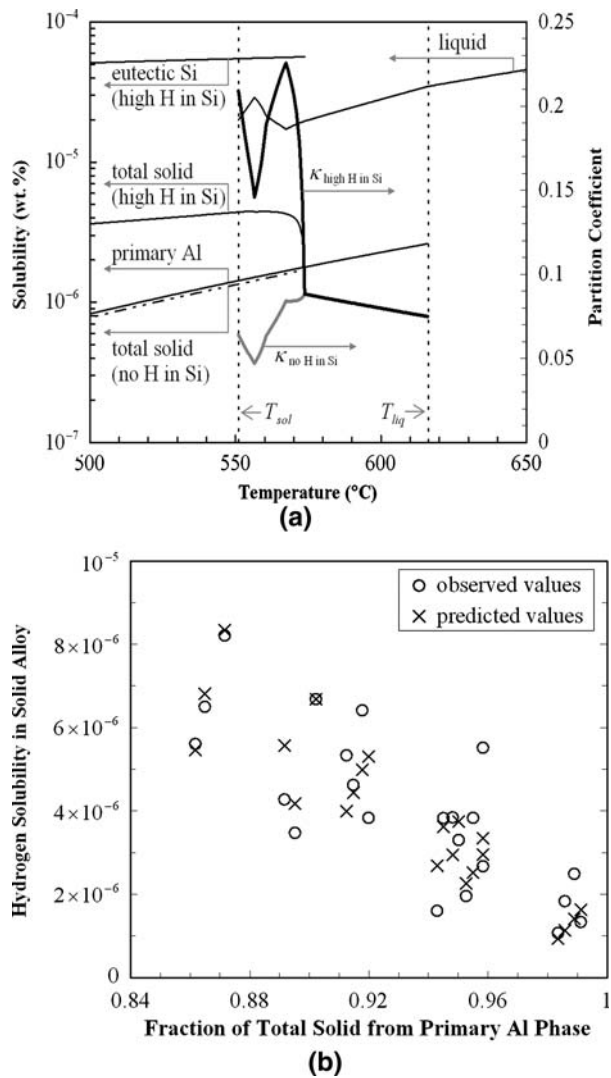 10⁻⁴
10⁻⁵
10⁻⁶
10⁻⁷
Solubility (wt.%)
eutectic Si
(high H in Si)
total solid
(high H in Si)
primary Al
total solid
(no H in Si)
liquid
κ high H in Si
κ no H in Si
T sol
T liq
0.25
0.2
0.15
0.1
0.05
0
Partition Coefficient
500 550 600 650
Temperature (°C)
(a)
10⁻⁵
8×10⁻⁶
6×10⁻⁶
4×10⁻⁶
2×10⁻⁶
0
Hydrogen Solubility in Solid Alloy
observed values
predicted values
0.84 0.88 0.92 0.96 1
Fraction of Total Solid from Primary Al Phase
(b)